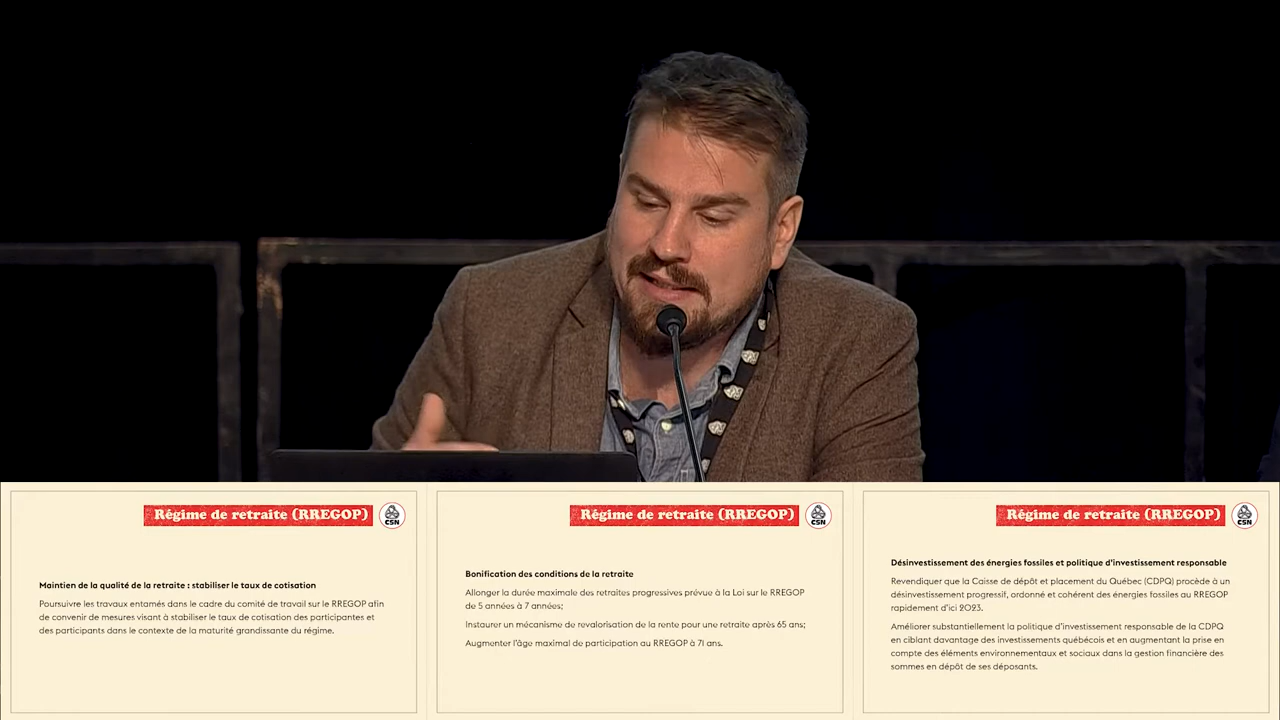 Régime de retraite (RREGOP)
CSN
Maintien de la qualité de la retraite : stabiliser le taux de cotisation
Poursuivre les travaux entamés dans le cadre du comité de travail sur le RREGOP afin
de convenir de mesures visant à stabiliser le taux de cotisation des participantes et
des participants dans le contexte de la maturité grandissante du régime.
Régime de retraite (RREGOP)
CSN
Bonification des conditions de la retraite
Allonger la durée maximale des retraites progressives prévue à la Loi sur le RREGOP
de 5 années à 7 années;
Instaurer un mécanisme de revalorisation de la rente pour une retraite après 65 ans;
Augmenter l'âge maximal de participation au RREGOP à 71 ans.
Régime de retraite (RREGOP)
CSN
Désinvestissement des énergies fossiles et politique d'investissement responsable
Revendiquer que la Caisse de dépôt et placement du Québec (CDPQ) procède à un
désinvestissement progressif, ordonné et cohérent des énergies fossiles au RREGOP
rapidement d'ici 2023.
Améliorer substantiellement la politique d'investissement responsable de la CDPQ
en ciblant davantage des investissements québécois et en augmentant la prise en
compte des éléments environnementaux et sociaux dans la gestion financière des
sommes en dépôt de ses déposants.